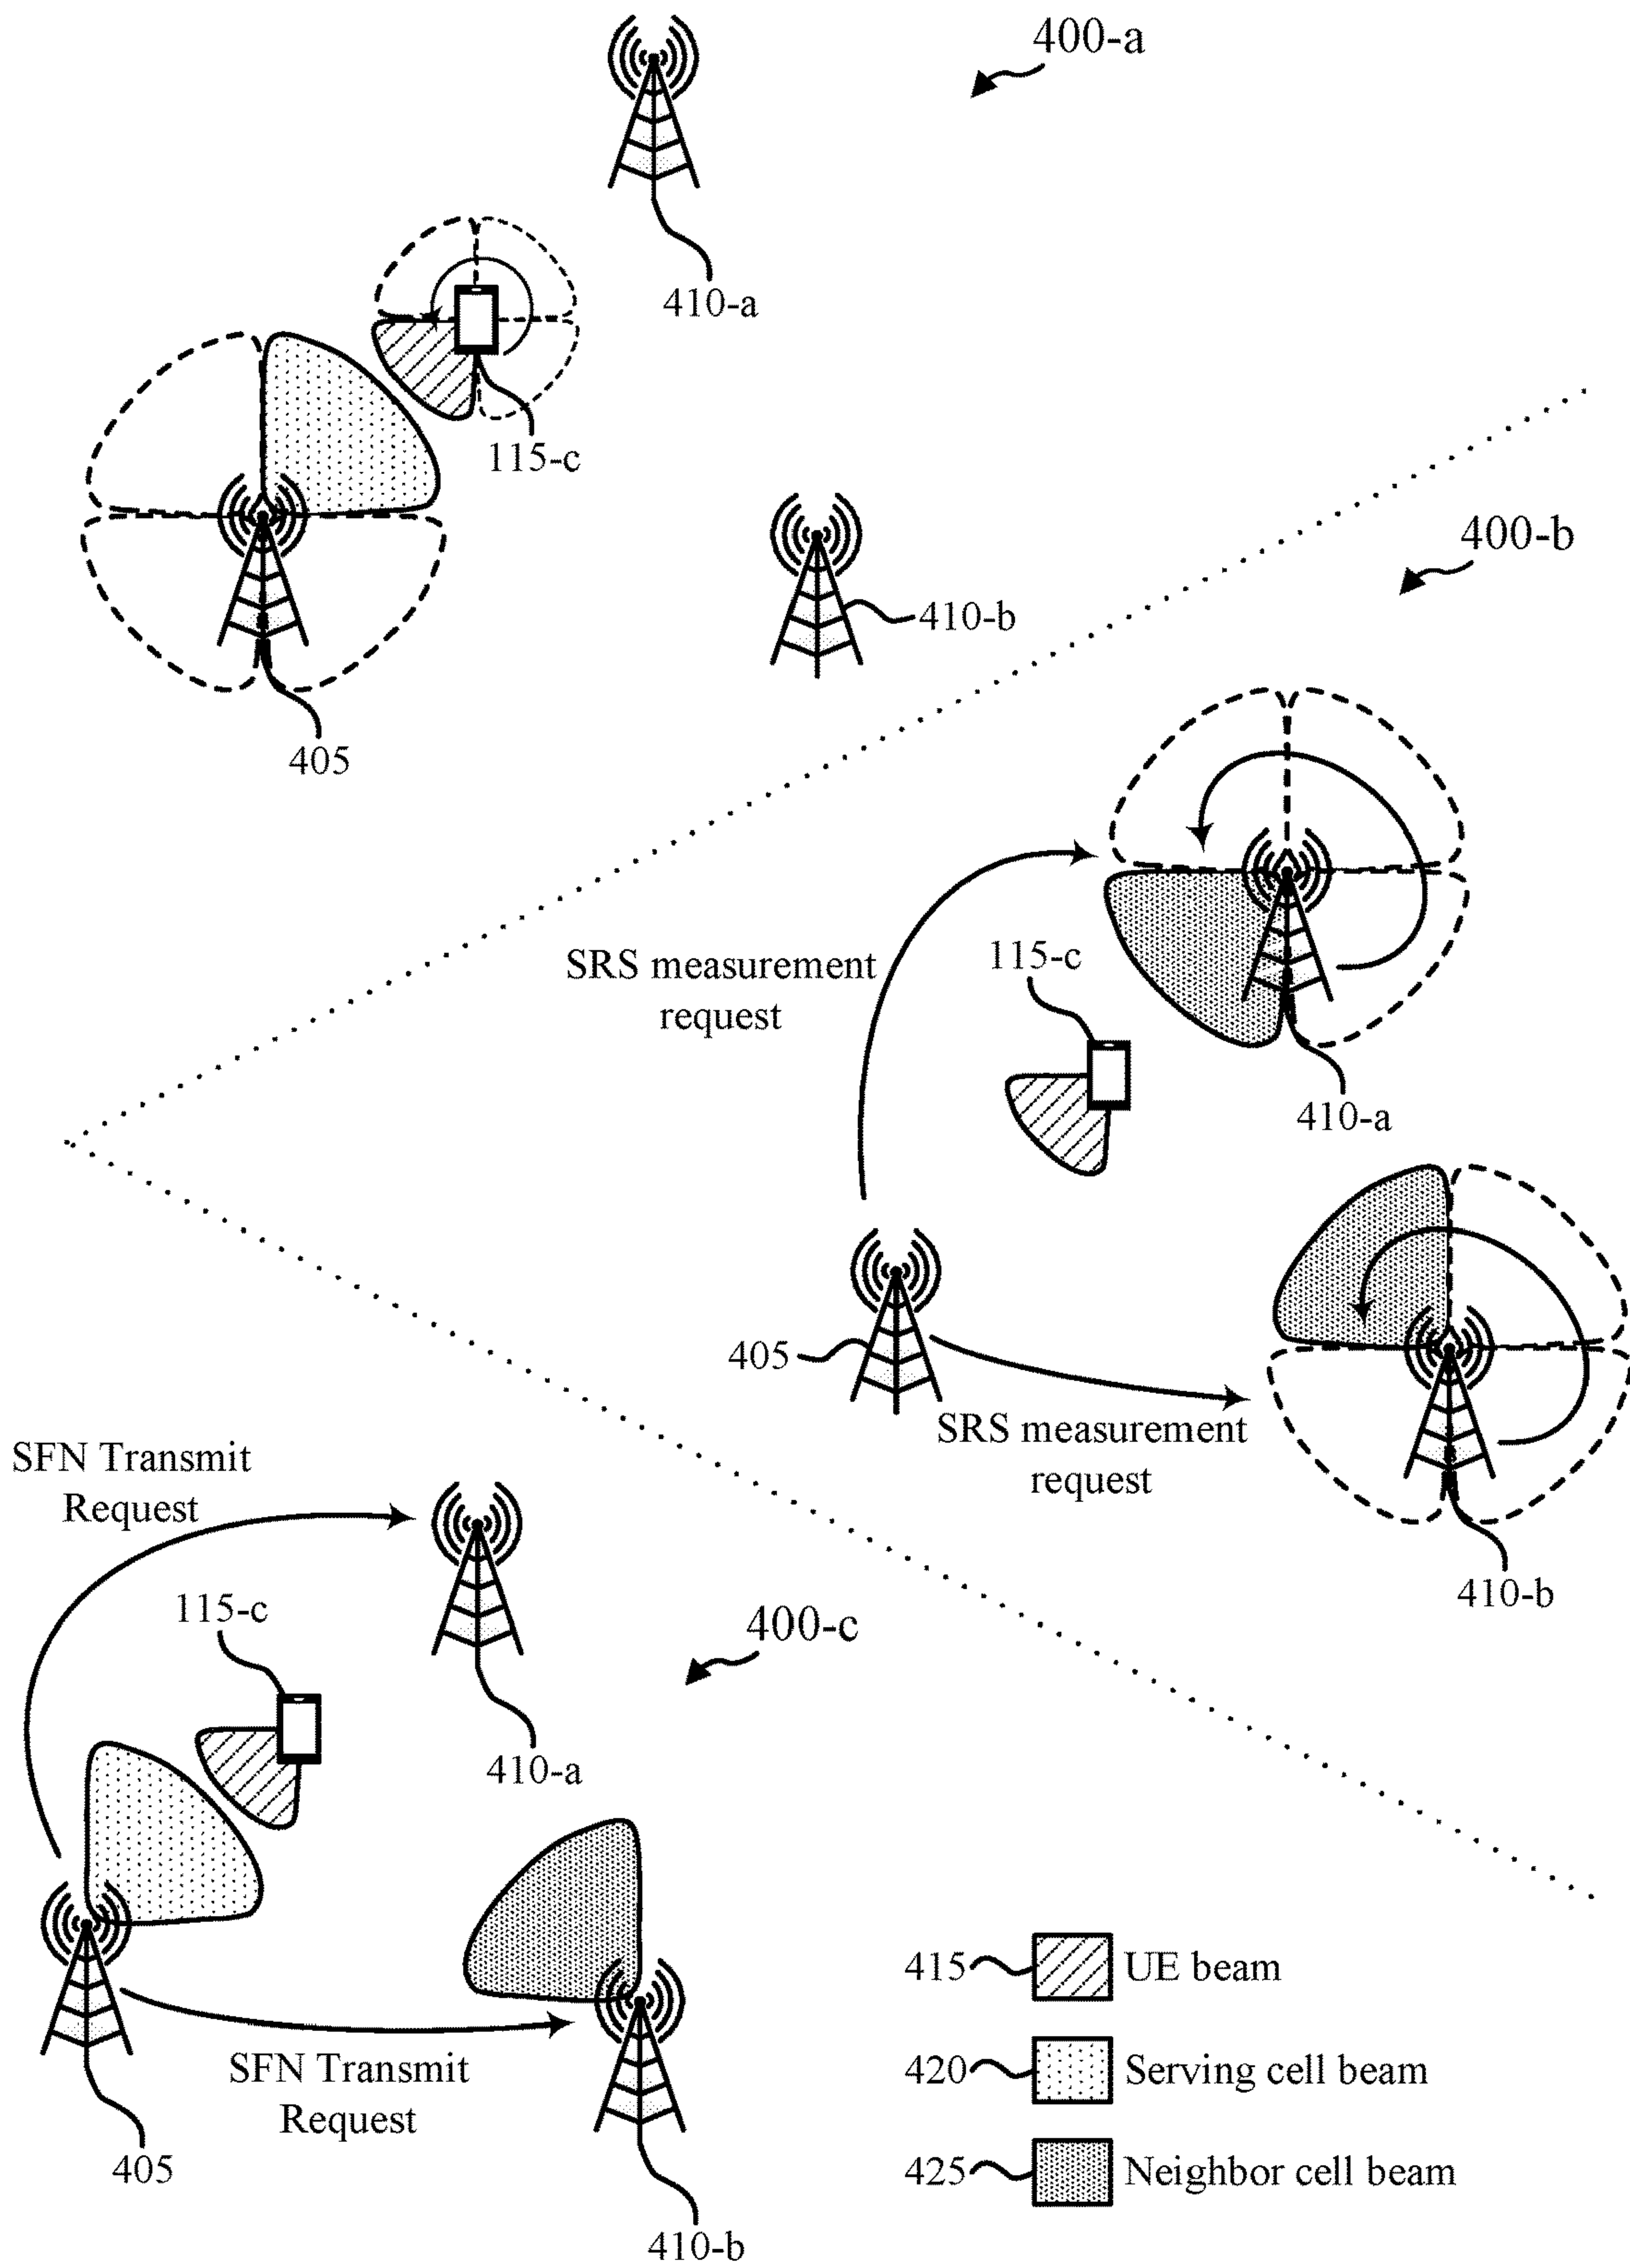 400-a
410-a
115-c
400-b
410-b
405
SRS measurement
request
115-c
410-a
405
SRS measurement
request
410-b
SFN Transmit
Request
115-c
400-c
410-a
415 UE beam
SFN Transmit
Request
420 Serving cell beam
405
425 Neighbor cell beam
410-b